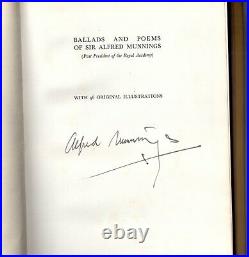 BALLADS AND POEMS
OF SIR ALFRED MUNNINGS
(Past President of the Royal Academy)
WITH 46 ORIGINAL ILLUSTRATIONS
Alfred Munnings